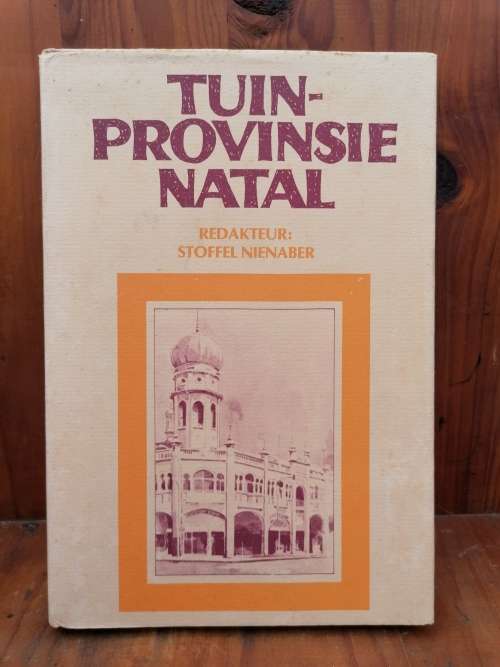 TUIN-
PROVINSIE
NATAL
REDAKTEUR:
STOFFEL NIENABER